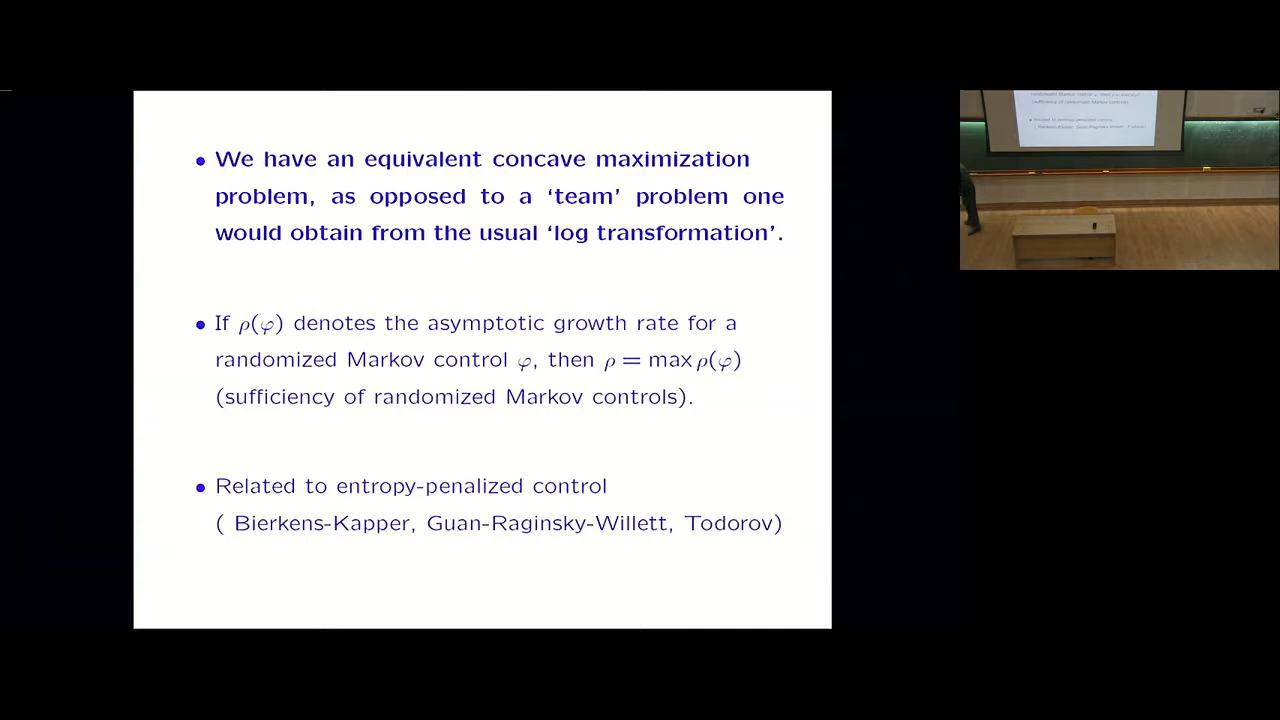 • We have an equivalent concave maximization
problem, as opposed to a ‘team’ problem one
would obtain from the usual ‘log transformation’.
• If ρ(φ) denotes the asymptotic growth rate for a
randomized Markov control φ, then ρ = max ρ(φ)
(sufficiency of randomized Markov controls).
• Related to entropy-penalized control
( Bierkens-Kapper, Guan-Raginsky-Willett, Todorov)